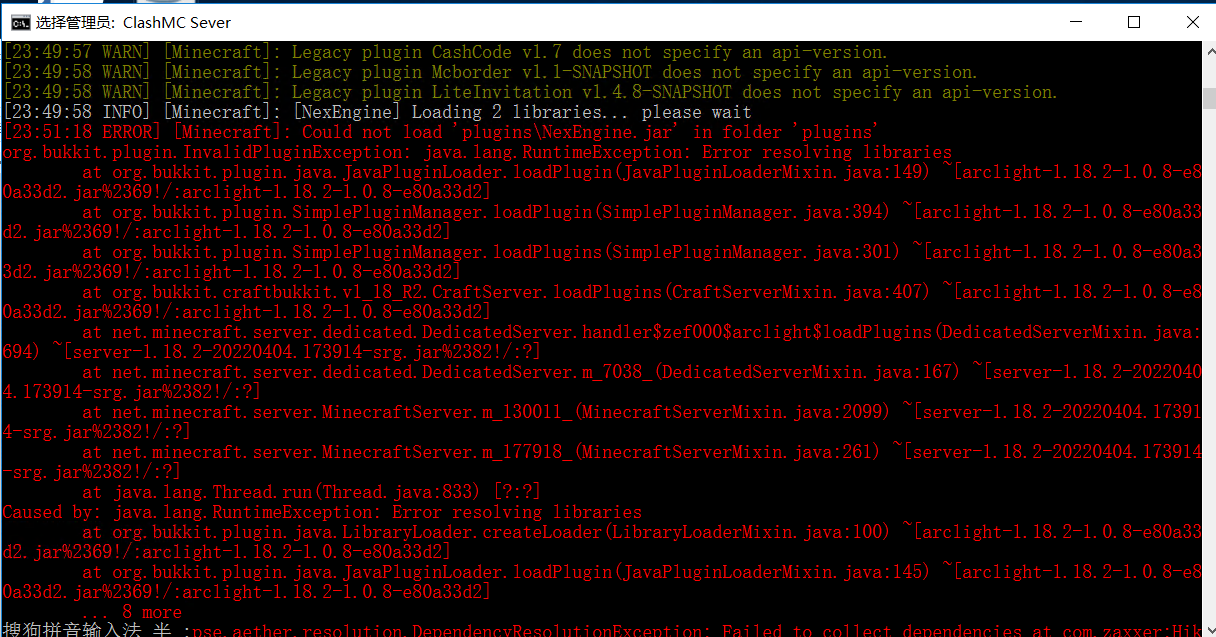 选择管理员: ClashMC Sever
[23:49:57 WARN] [Minecraft]: Legacy plugin CashCode v1.7 does not specify an api-version.
[23:49:58 WARN] [Minecraft]: Legacy plugin Mcborder v1.1-SNAPSHOT does not specify an api-version.
[23:49:58 WARN] [Minecraft]: Legacy plugin LiteInvitation v1.4.8-SNAPSHOT does not specify an api-version.
[23:49:58 INFO] [Minecraft]: [NexEngine] Loading 2 libraries... please wait
[23:51:18 ERROR] [Minecraft]: Could not load 'plugins\NexEngine.jar' in folder 'plugins'
org.bukkit.plugin.InvalidPluginException: java.lang.RuntimeException: Error resolving libraries
at org.bukkit.plugin.java.JavaPluginLoader.loadPlugin(JavaPluginLoaderMixin.java:149) ~[arclight-1.18.2-1.0.8-e8
0a33d2.jar%2369!/:arclight-1.18.2-1.0.8-e80a33d2]
at org.bukkit.plugin.SimplePluginManager.loadPlugin(SimplePluginManager.java:394) ~[arclight-1.18.2-1.0.8-e80a33
d2.jar%2369!/:arclight-1.18.2-1.0.8-e80a33d2]
at org.bukkit.plugin.SimplePluginManager.loadPlugins(SimplePluginManager.java:301) ~[arclight-1.18.2-1.0.8-e80a3
3d2.jar%2369!/:arclight-1.18.2-1.0.8-e80a33d2]
at org.bukkit.craftbukkit.v1_18_R2.CraftServer.loadPlugins(CraftServerMixin.java:407) ~[arclight-1.18.2-1.0.8-e8
0a33d2.jar%2369!/:arclight-1.18.2-1.0.8-e80a33d2]
at net.minecraft.server.dedicated.DedicatedServer.handler$zef000$arclight$loadPlugins(DedicatedServerMixin.java:
694) ~[server-1.18.2-20220404.173914-srg.jar%2382!/:?]
at net.minecraft.server.dedicated.DedicatedServer.m_7038_(DedicatedServerMixin.java:167) ~[server-1.18.2-2022040
4.173914-srg.jar%2382!/:?]
at net.minecraft.server.MinecraftServer.m_130011_(MinecraftServerMixin.java:2099) ~[server-1.18.2-20220404.17391
4-srg.jar%2382!/:?]
at net.minecraft.server.MinecraftServer.m_177918_(MinecraftServerMixin.java:261) ~[server-1.18.2-20220404.173914
-srg.jar%2382!/:?]
at java.lang.Thread.run(Thread.java:833) [?:?]
Caused by: java.lang.RuntimeException: Error resolving libraries
at org.bukkit.plugin.java.LibraryLoader.createLoader(LibraryLoaderMixin.java:100) ~[arclight-1.18.2-1.0.8-e80a33
d2.jar%2369!/:arclight-1.18.2-1.0.8-e80a33d2]
at org.bukkit.plugin.java.JavaPluginLoader.loadPlugin(JavaPluginLoaderMixin.java:145) ~[arclight-1.18.2-1.0.8-e8
0a33d2.jar%2369!/:arclight-1.18.2-1.0.8-e80a33d2]
... 8 more
搜狗拼音输入法 半 :pse.aether.resolution.DependencyResolutionException: Failed to collect dependencies at com.zaxxer:Hik